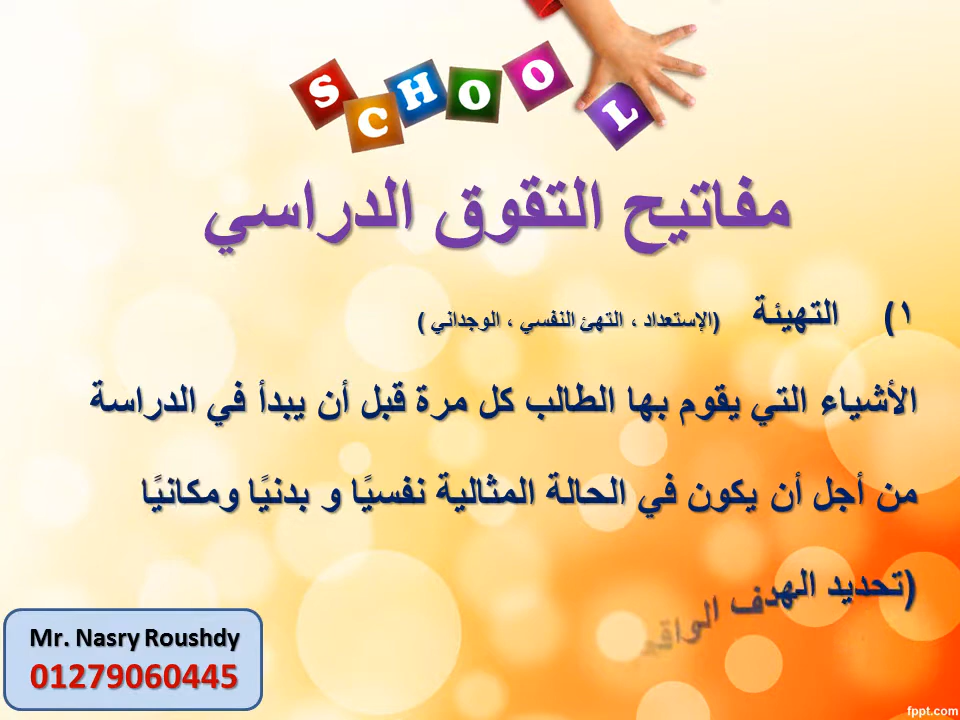 SCHOOL
مفاتيح التقوق الدراسي
١) التهيئة (الإستعداد ، التهئ النفسي ، الوجداني )
الأشياء التي يقوم بها الطالب كل مرة قبل أن يبدأ في الدراسة
من أجل أن يكون في الحالة المثالية نفسيًا و بدنيًا ومكانيًا
(تحديد الهدف
Mr. Nasry Roushdy
01279060445
fppt.com